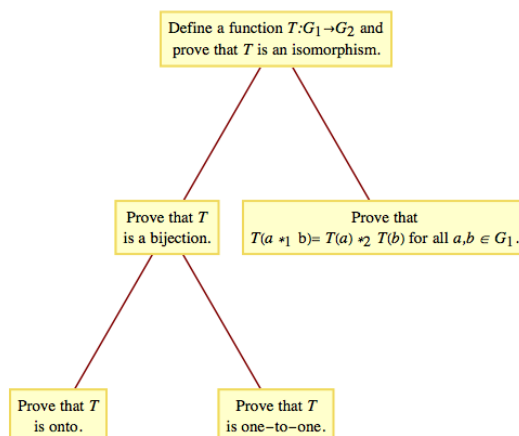 Define a function T:G₁→G₂ and
prove that T is an isomorphism.
Prove that T
is a bijection.
Prove that
T(a *₁ b)= T(a) *₂ T(b) for all a,b ∈ G₁.
Prove that T
is onto.
Prove that T
is one-to-one.